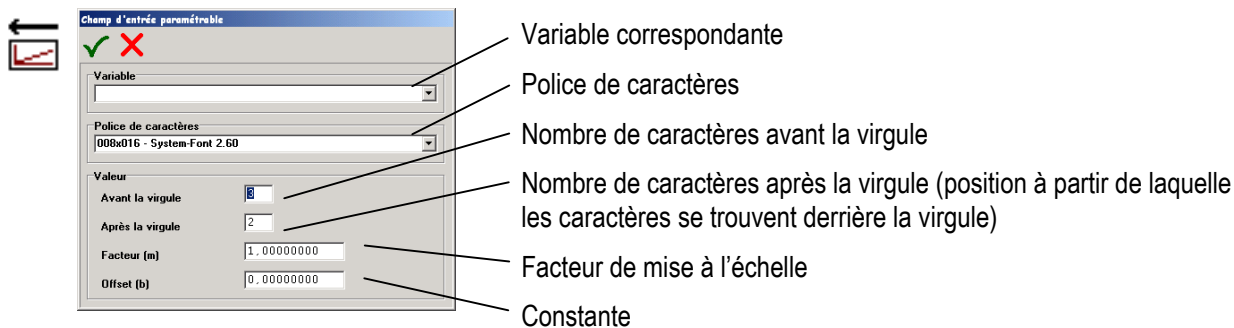 Champ d'entrée paramétrable
Variable
Police de caractères
008x016 - System-Font 2.60
Valeur
Avant la virgule 3
Après la virgule 2
Facteur (m) 1,00000000
Offset (b) 0,00000000
Variable correspondante
Police de caractères
Nombre de caractères avant la virgule
Nombre de caractères après la virgule (position à partir de laquelle
les caractères se trouvent derrière la virgule)
Facteur de mise à l’échelle
Constante